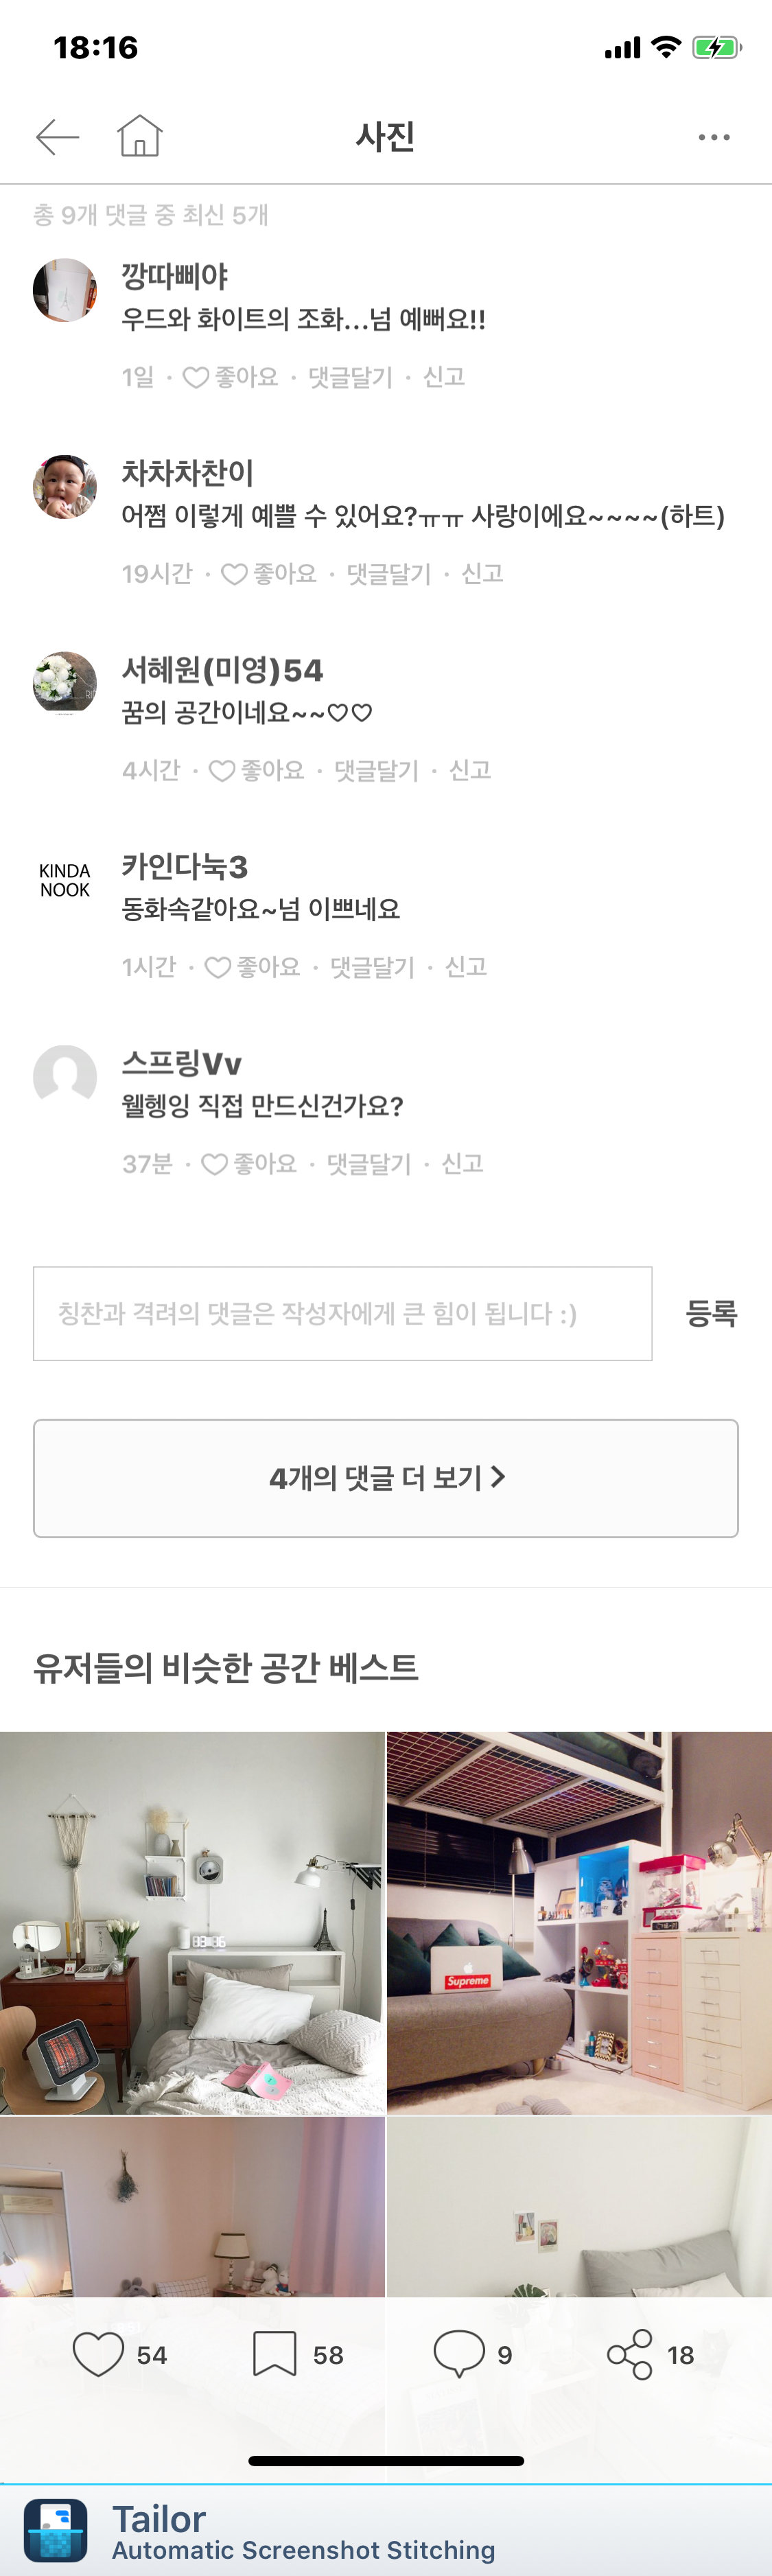 18:16
사진
총 9개 댓글 중 최신 5개
깡따삐야
우드와 화이트의 조화...넘 예뻐요!!
1일 · 좋아요 · 댓글달기 · 신고
차차차찬이
어쩜 이렇게 예쁠 수 있어요?ㅠㅠ 사랑이에요~~~~(하트)
19시간 · 좋아요 · 댓글달기 · 신고
서혜원(미영)54
꿈의 공간이네요~~♡♡
4시간 · 좋아요 · 댓글달기 · 신고
KINDA
NOOK
카인다눅3
동화속같아요~넘 이쁘네요
1시간 · 좋아요 · 댓글달기 · 신고
스프링Vv
웰헹잉 직접 만드신건가요?
37분 · 좋아요 · 댓글달기 · 신고
칭찬과 격려의 댓글은 작성자에게 큰 힘이 됩니다 :)
등록
4개의 댓글 더 보기 >
유저들의 비슷한 공간 베스트
Supreme
54
58
9
18
Tailor
Automatic Screenshot Stitching